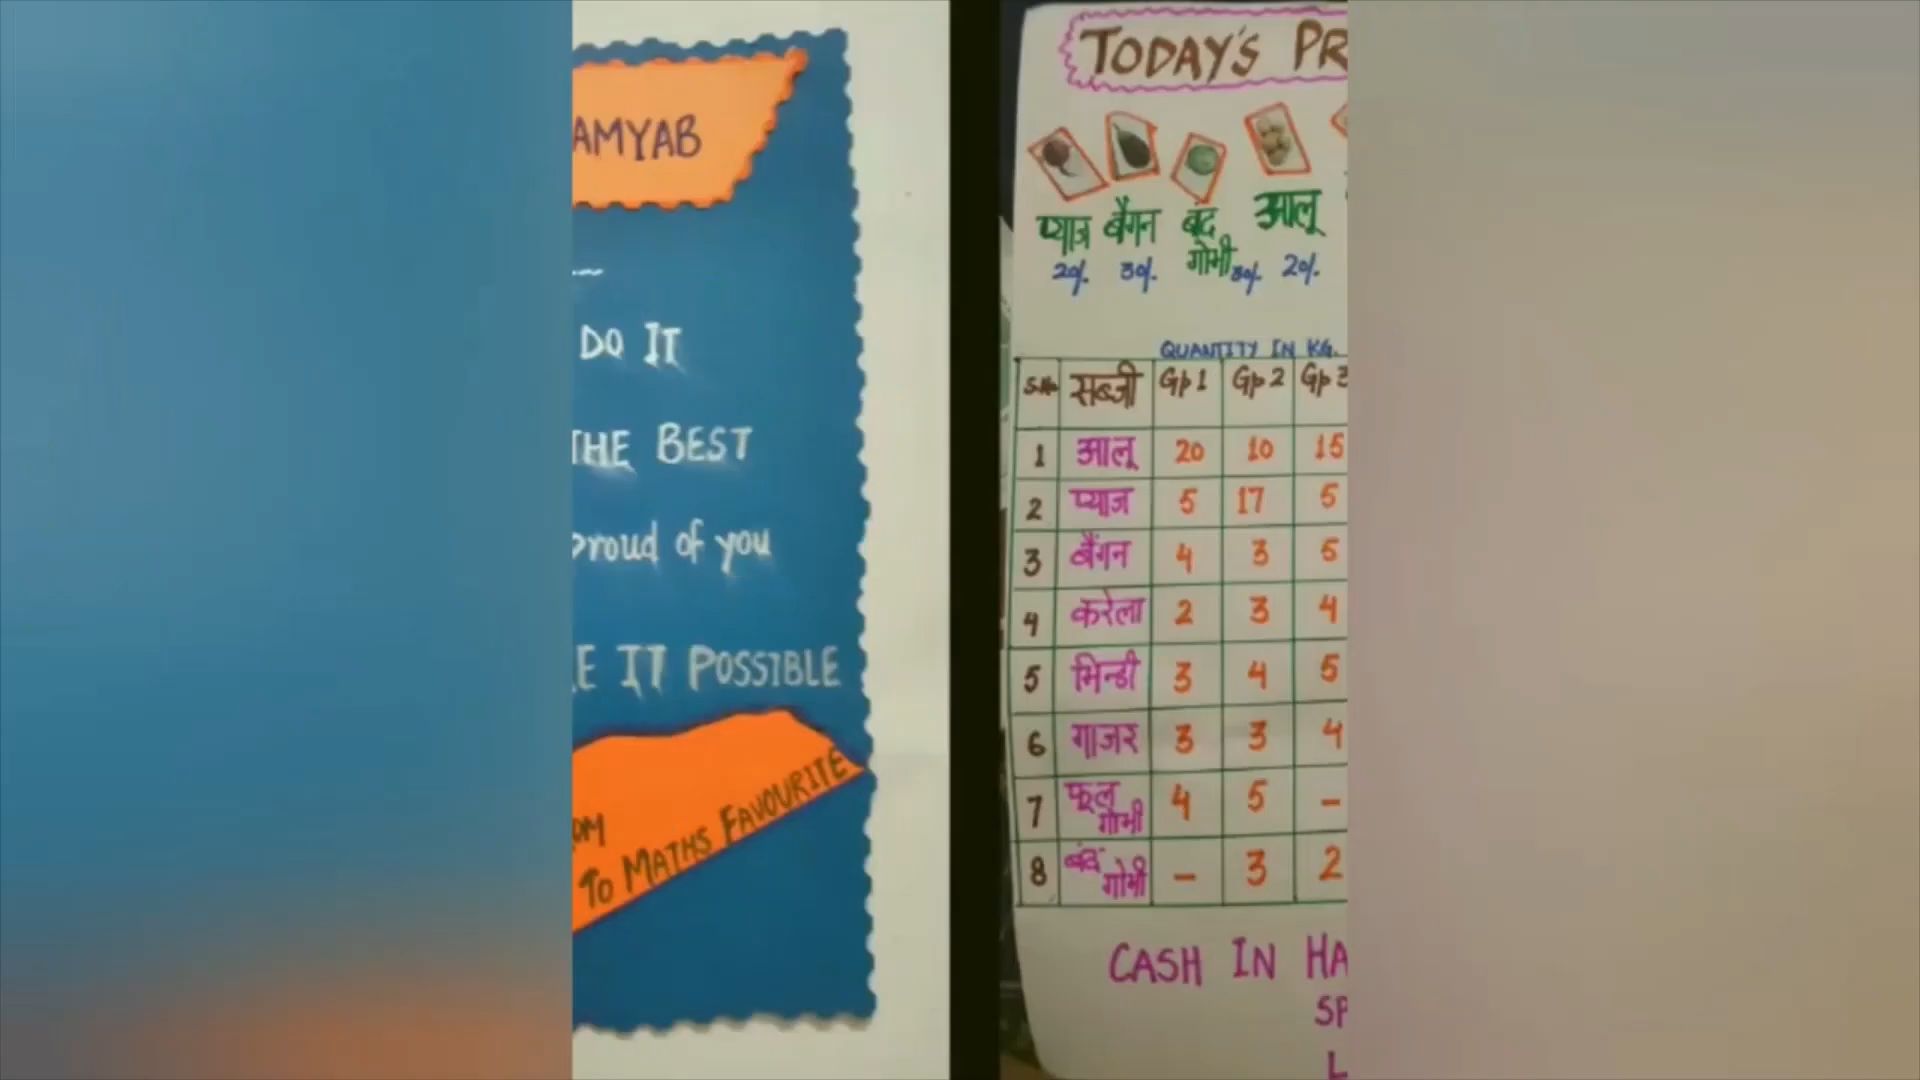 AMYAB
DO IT
THE BEST
proud of you
E IT POSSIBLE
OM
TO MATHS FAVOURITE
TODAY'S PR
प्याज बैंगन बंद गोभी आलू
20/- 30/- 30/- 20/-
QUANTITY IN KG.
S.No सब्जी Gp 1 Gp 2 Gp 3
1 आलू 20 10 15
2 प्याज 5 17 5
3 बैंगन 4 3 5
4 करेला 2 3 4
5 भिन्डी 3 4 5
6 गाजर 3 3 4
7 फूल गोभी 4 5 -
8 बंद गोभी - 3 2
CASH IN HA
SP
L